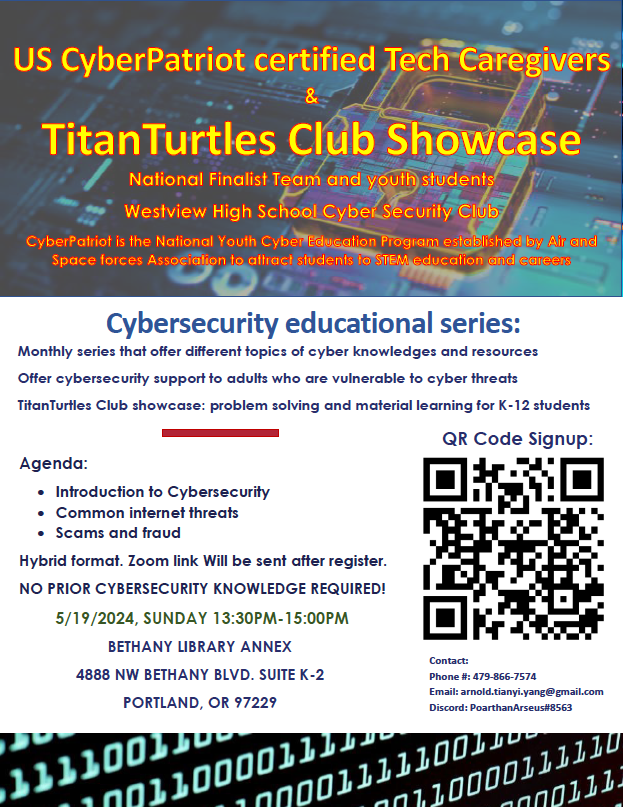 US CyberPatriot certified Tech Caregivers
&
TitanTurtles Club Showcase
National Finalist Team and youth students
Westview High School Cyber Security Club
CyberPatriot is the National Youth Cyber Education Program established by Air and
Space forces Association to attract students to STEM education and careers
Cybersecurity educational series:
Monthly series that offer different topics of cyber knowledges and resources
Offer cybersecurity support to adults who are vulnerable to cyber threats
TitanTurtles Club showcase: problem solving and material learning for K-12 students
Agenda:
• Introduction to Cybersecurity
• Common internet threats
• Scams and fraud
Hybrid format. Zoom link Will be sent after register.
NO PRIOR CYBERSECURITY KNOWLEDGE REQUIRED!
5/19/2024, SUNDAY 13:30PM-15:00PM
BETHANY LIBRARY ANNEX
4888 NW BETHANY BLVD. SUITE K-2
PORTLAND, OR 97229
QR Code Signup:
Contact:
Phone #: 479-866-7574
Email: arnold.tianyi.yang@gmail.com
Discord: PoarthanArseus#8563